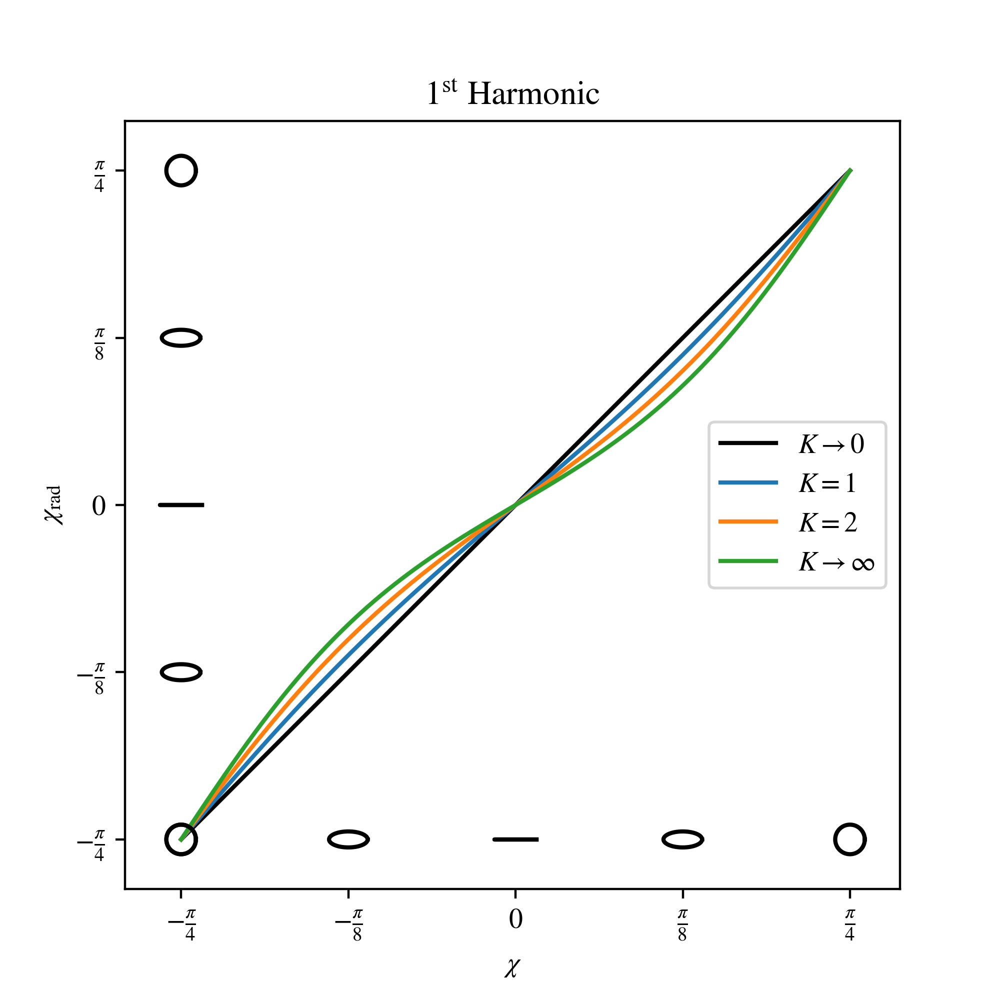 1st Harmonic
π/4
π/8
0
−π/8
−π/4
χrad
K → 0
K = 1
K = 2
K → ∞
−π/4 −π/8 0 π/8 π/4
χ